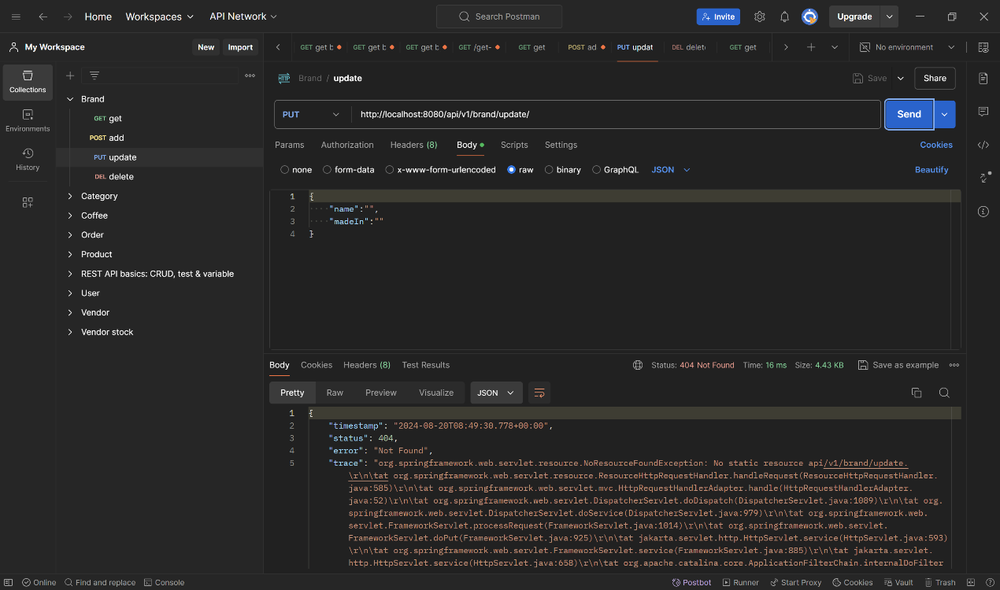 Home Workspaces API Network Search Postman Invite Upgrade
My Workspace New Import GET get b GET get b GET get b GET /get- GET get POST ad PUT updat DEL delet GET get No environment
Collections
Environments
History
Brand
GET get
POST add
PUT update
DEL delete
Category
Coffee
Order
Product
REST API basics: CRUD, test & variable
User
Vendor
Vendor stock
HTTP Brand / update Save Share
PUT http://localhost:8080/api/v1/brand/update/ Send
Params Authorization Headers (8) Body Scripts Settings Cookies
none form-data x-www-form-urlencoded raw binary GraphQL JSON Beautify
1 {
2 ····"name":"",
3 ····"madeIn":""
4 }
Body Cookies Headers (8) Test Results Status: 404 Not Found Time: 16 ms Size: 4.43 KB Save as example
Pretty Raw Preview Visualize JSON
1 {
2 "timestamp": "2024-08-20T08:49:30.778+00:00",
3 "status": 404,
4 "error": "Not Found",
5 "trace": "org.springframework.web.servlet.resource.NoResourceFoundException: No static resource api/v1/brand/update.
\r\n\tat org.springframework.web.servlet.resource.ResourceHttpRequestHandler.handleRequest(ResourceHttpRequestHandler.
java:585)\r\n\tat org.springframework.web.servlet.mvc.HttpRequestHandlerAdapter.handle(HttpRequestHandlerAdapter.
java:52)\r\n\tat org.springframework.web.servlet.DispatcherServlet.doDispatch(DispatcherServlet.java:1089)\r\n\tat org.
springframework.web.servlet.DispatcherServlet.doService(DispatcherServlet.java:979)\r\n\tat org.springframework.web.
servlet.FrameworkServlet.processRequest(FrameworkServlet.java:1014)\r\n\tat org.springframework.web.servlet.
FrameworkServlet.doPut(FrameworkServlet.java:925)\r\n\tat jakarta.servlet.http.HttpServlet.service(HttpServlet.java:593)
\r\n\tat org.springframework.web.servlet.FrameworkServlet.service(FrameworkServlet.java:885)\r\n\tat jakarta.servlet.
http.HttpServlet.service(HttpServlet.java:658)\r\n\tat org.apache.catalina.core.ApplicationFilterChain.internalDoFilter
Online Find and replace Console Postbot Runner Start Proxy Cookies Vault Trash